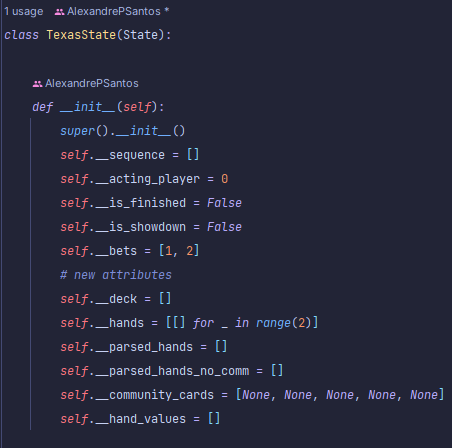 1 usage AlexandrePSantos *
class TexasState(State):
AlexandrePSantos
def __init__(self):
super().__init__()
self.__sequence = []
self.__acting_player = 0
self.__is_finished = False
self.__is_showdown = False
self.__bets = [1, 2]
# new attributes
self.__deck = []
self.__hands = [[] for _ in range(2)]
self.__parsed_hands = []
self.__parsed_hands_no_comm = []
self.__community_cards = [None, None, None, None, None]
self.__hand_values = []